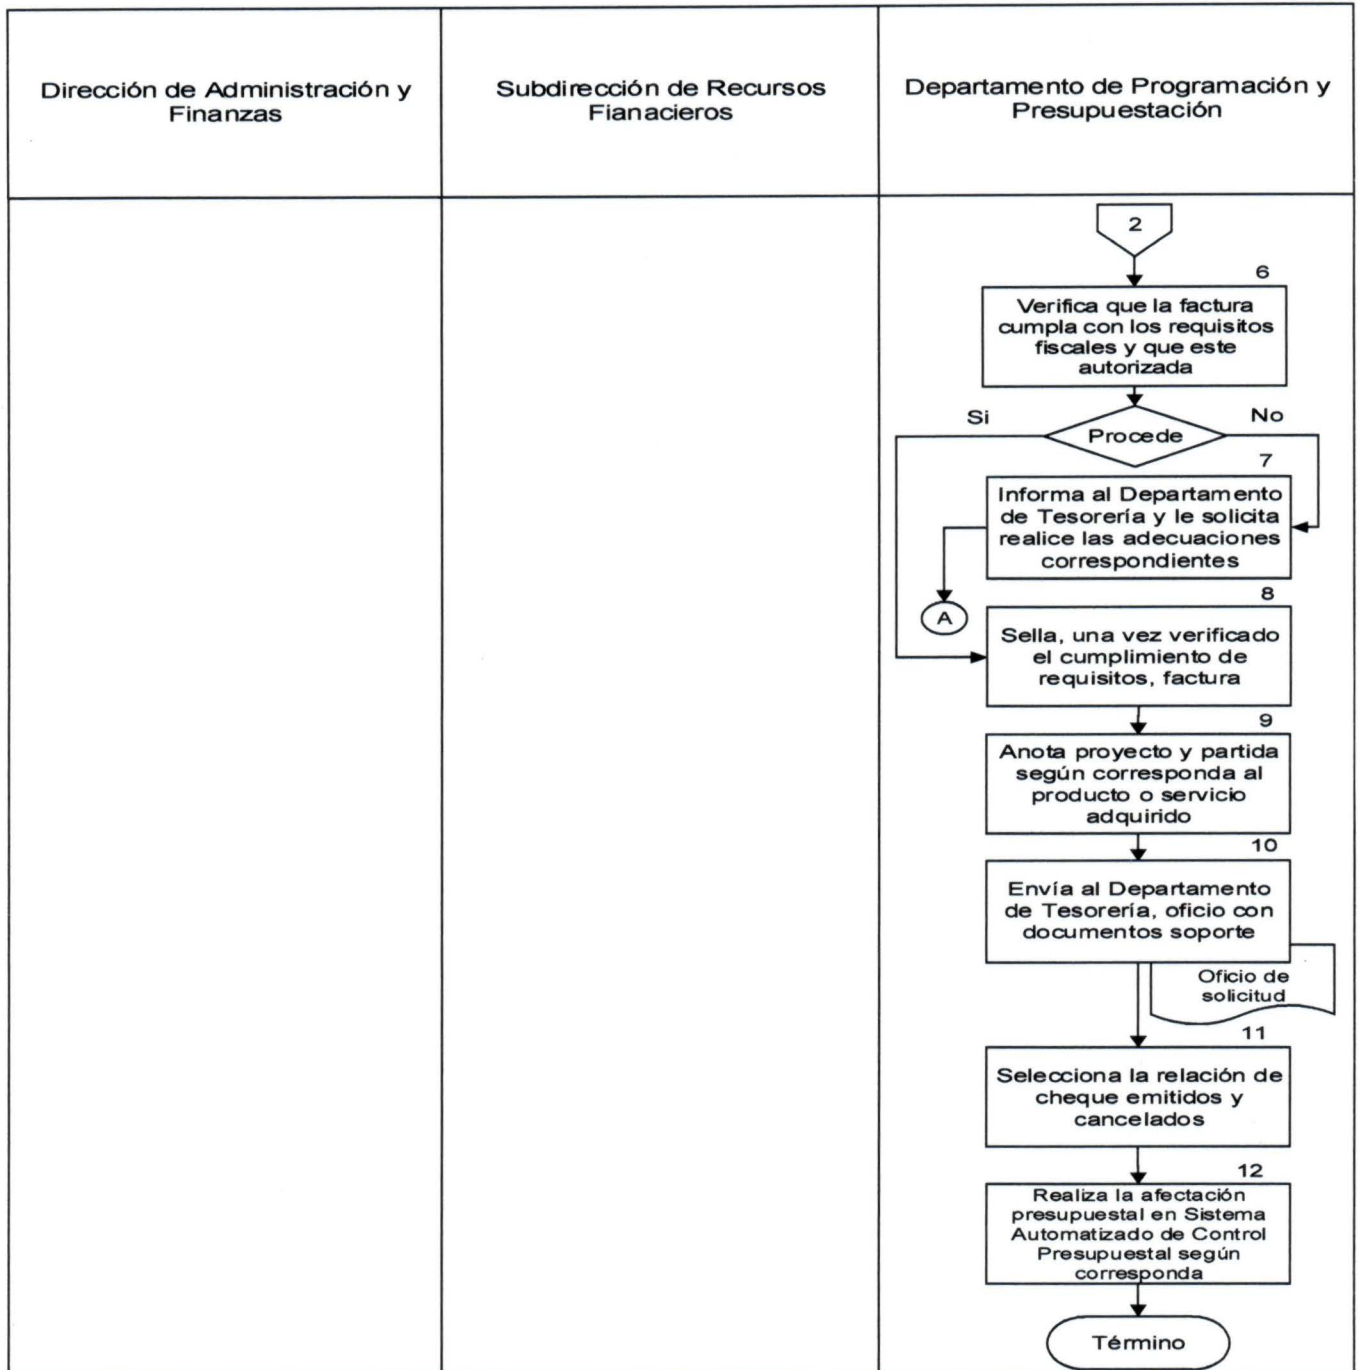 Dirección de Administración y
Finanzas
Subdirección de Recursos
Fianacieros
Departamento de Programación y
Presupuestación
2
6
Verifica que la factura
cumpla con los requisitos
fiscales y que este
autorizada
Si
No
Procede
7
Informa al Departamento
de Tesorería y le solicita
realice las adecuaciones
correspondientes
A
8
Sella, una vez verificado
el cumplimiento de
requisitos, factura
9
Anota proyecto y partida
según corresponda al
producto o servicio
adquirido
10
Envía al Departamento
de Tesorería, oficio con
documentos soporte
Oficio de
solicitud
11
Selecciona la relación de
cheque emitidos y
cancelados
12
Realiza la afectación
presupuestal en Sistema
Automatizado de Control
Presupuestal según
corresponda
Término